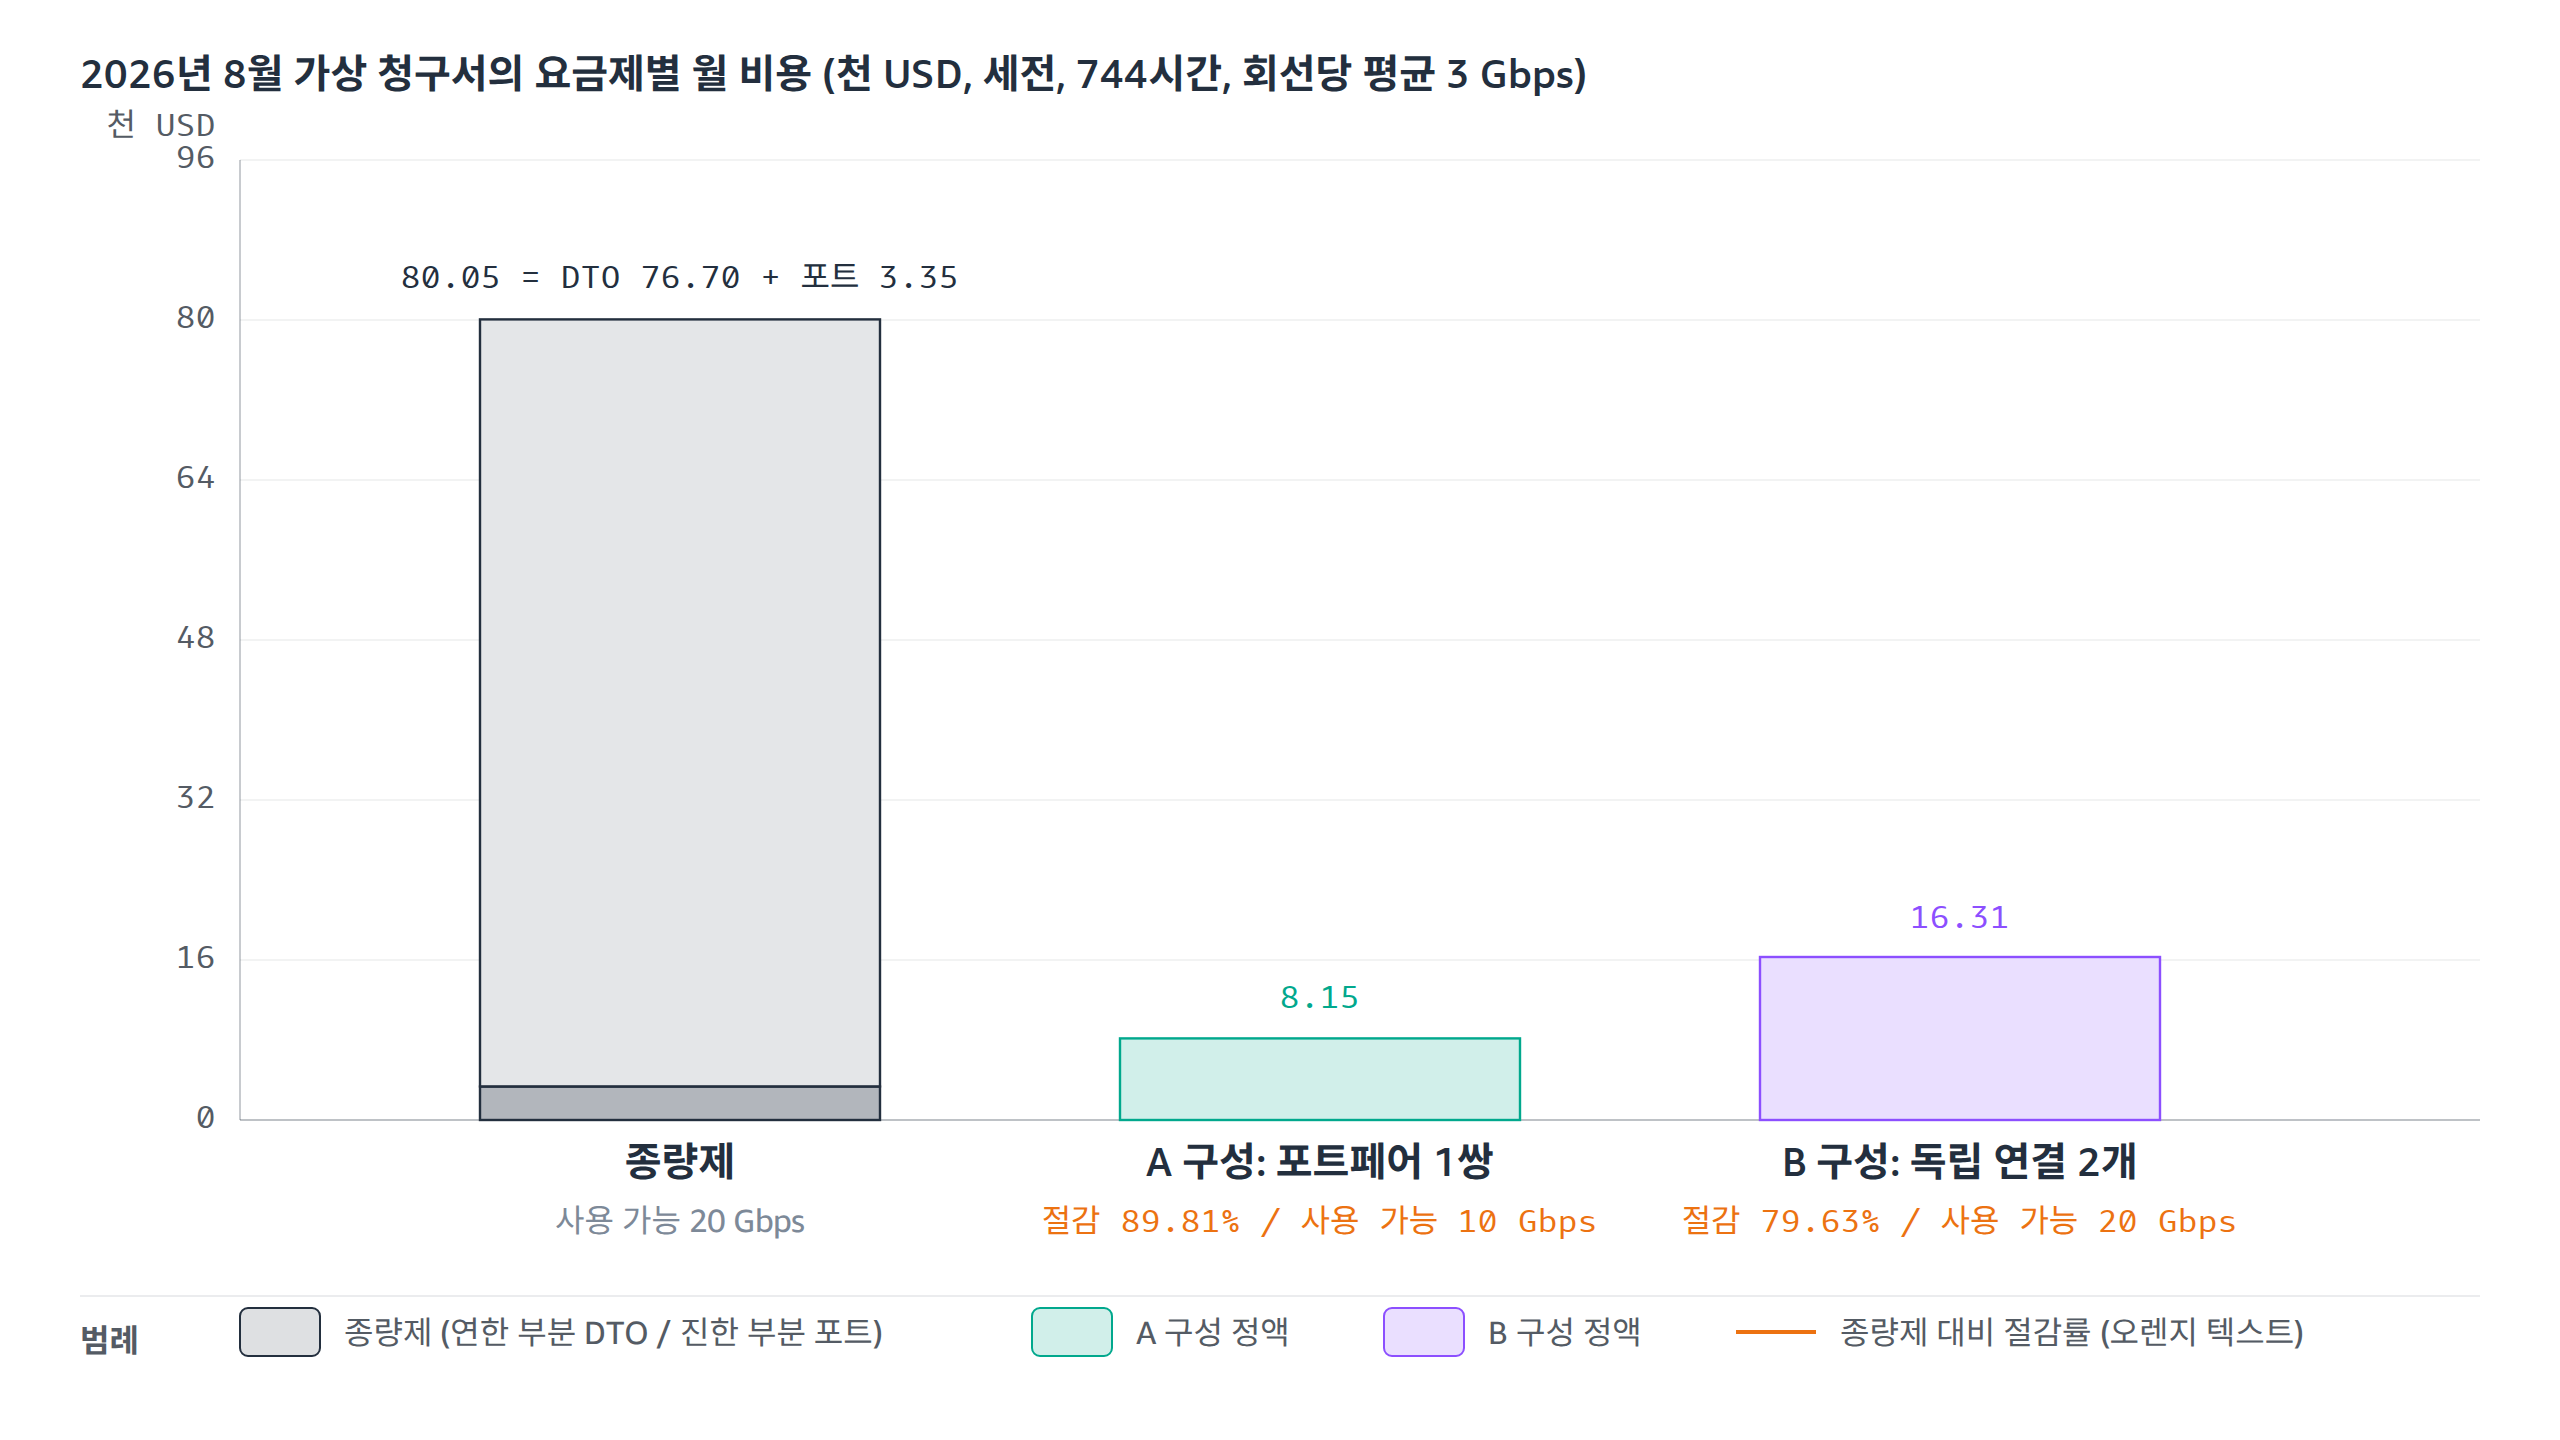 2026년 8월 가상 청구서의 요금제별 월 비용 (천 USD, 세전, 744시간, 회선당 평균 3 Gbps)
천 USD
96
80.05 = DTO 76.70 + 포트 3.35
80
64
48
32
16.31
16
8.15
0
종량제
A 구성: 포트페어 1쌍
B 구성: 독립 연결 2개
사용 가능 20 Gbps
절감 89.81% / 사용 가능 10 Gbps
절감 79.63% / 사용 가능 20 Gbps
범례
종량제 (연한 부분 DTO / 진한 부분 포트)
A 구성 정액
B 구성 정액
종량제 대비 절감률 (오렌지 텍스트)